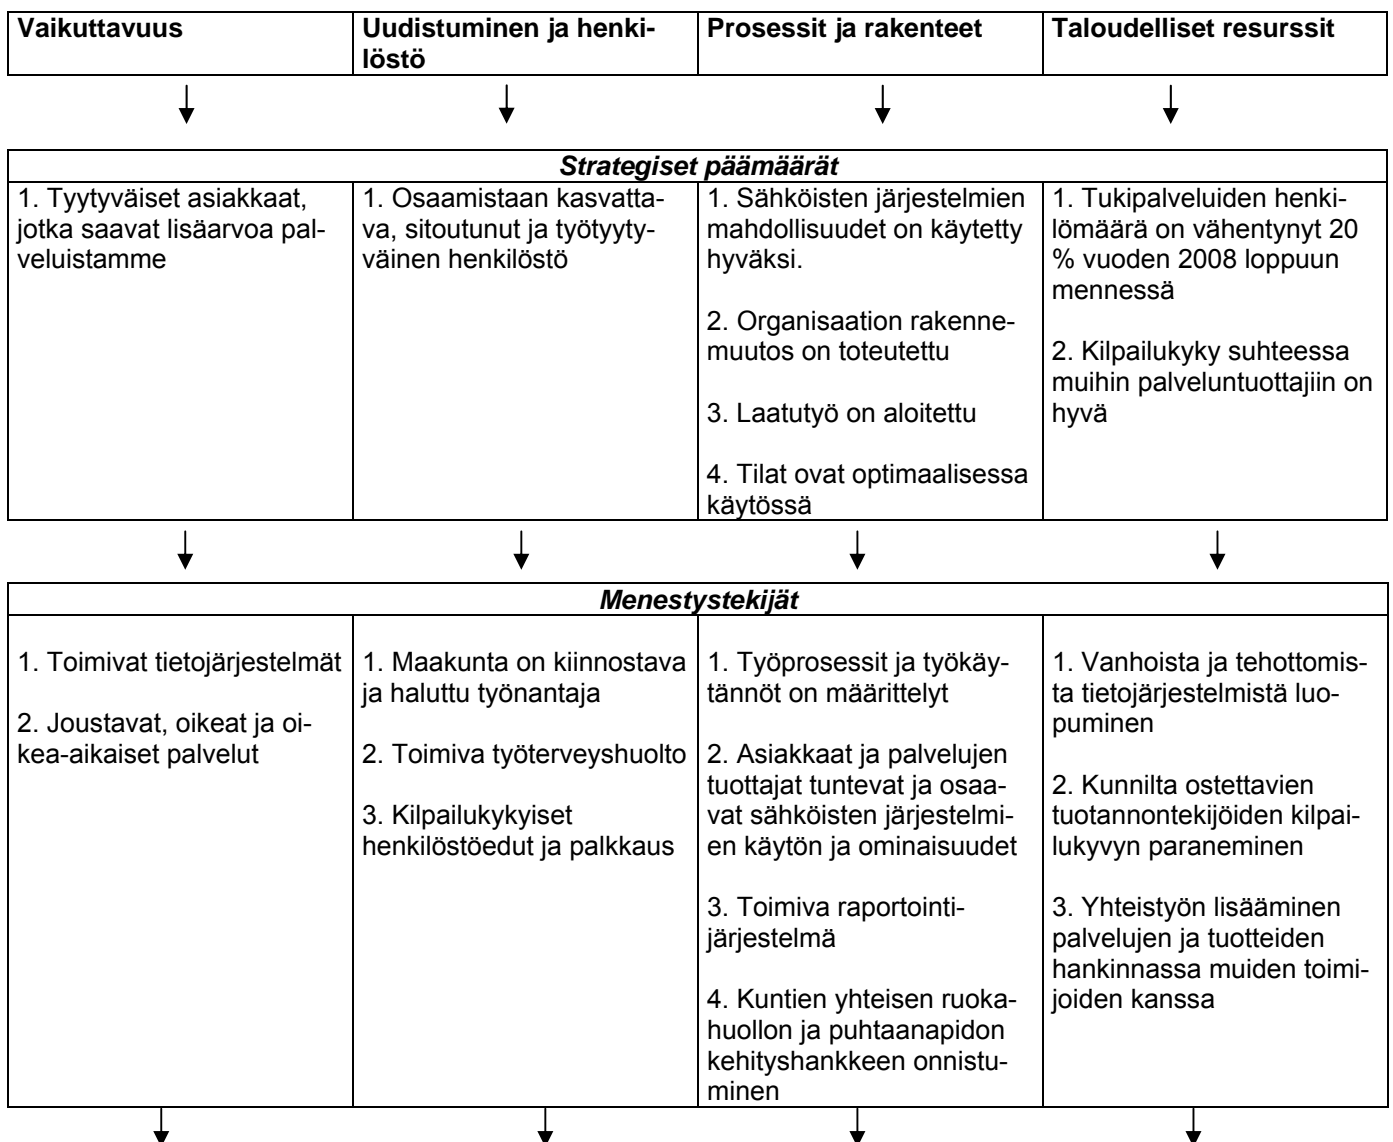 Vaikuttavuus
Uudistuminen ja henki-
löstö
Prosessit ja rakenteet
Taloudelliset resurssit
Strategiset päämäärät
1. Tyytyväiset asiakkaat,
jotka saavat lisäarvoa pal-
veluistamme
1. Osaamistaan kasvatta-
va, sitoutunut ja työtyyty-
väinen henkilöstö
1. Sähköisten järjestelmien
mahdollisuudet on käytetty
hyväksi.
2. Organisaation rakenne-
muutos on toteutettu
3. Laatutyö on aloitettu
4. Tilat ovat optimaalisessa
käytössä
1. Tukipalveluiden henki-
lömäärä on vähentynyt 20
% vuoden 2008 loppuun
mennessä
2. Kilpailukyky suhteessa
muihin palveluntuottajiin on
hyvä
Menestystekijät
1. Toimivat tietojärjestelmät
2. Joustavat, oikeat ja oi-
kea-aikaiset palvelut
1. Maakunta on kiinnostava
ja haluttu työnantaja
2. Toimiva työterveyshuolto
3. Kilpailukykyiset
henkilöstöedut ja palkkaus
1. Työprosessit ja työkäy-
tännöt on määrittelyt
2. Asiakkaat ja palvelujen
tuottajat tuntevat ja osaa-
vat sähköisten järjestelmi-
en käytön ja ominaisuudet
3. Toimiva raportointi-
järjestelmä
4. Kuntien yhteisen ruoka-
huollon ja puhtaanapidon
kehityshankkeen onnistu-
minen
1. Vanhoista ja tehottomis-
ta tietojärjestelmistä luo-
puminen
2. Kunnilta ostettavien
tuotannontekijöiden kilpai-
lukyvyn paraneminen
3. Yhteistyön lisääminen
palvelujen ja tuotteiden
hankinnassa muiden toimi-
joiden kanssa